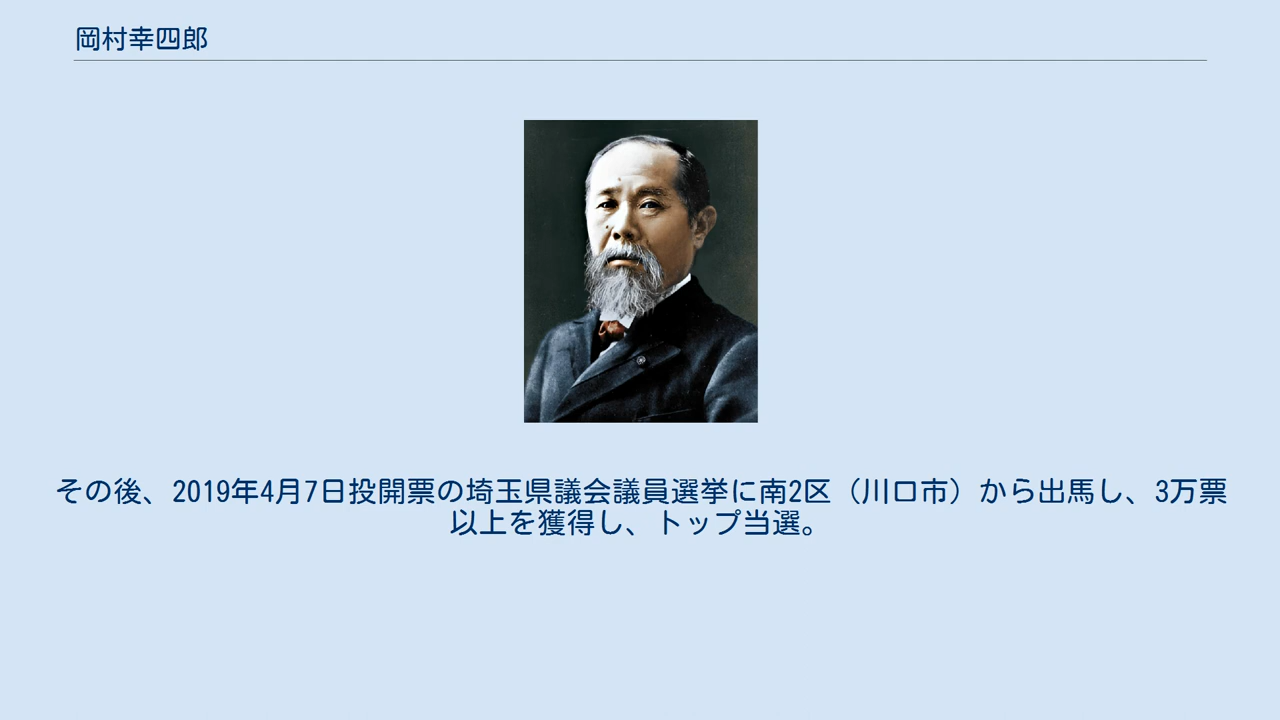 岡村幸四郎
その後、2019年4月7日投開票の埼玉県議会議員選挙に南2区（川口市）から出馬し、3万票
以上を獲得し、トップ当選。